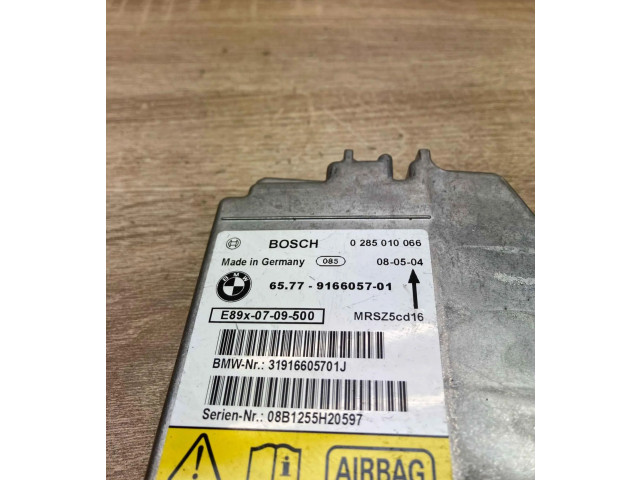 BOSCH 0 285 010 066
Made in Germany 085 08-05-04
BMW 65.77 - 9166057-01
E89x-07-09-500 MRSZ5cd16
BMW-Nr.: 31916605701J
Serien-Nr.: 08B1255H20597
AIRBAG